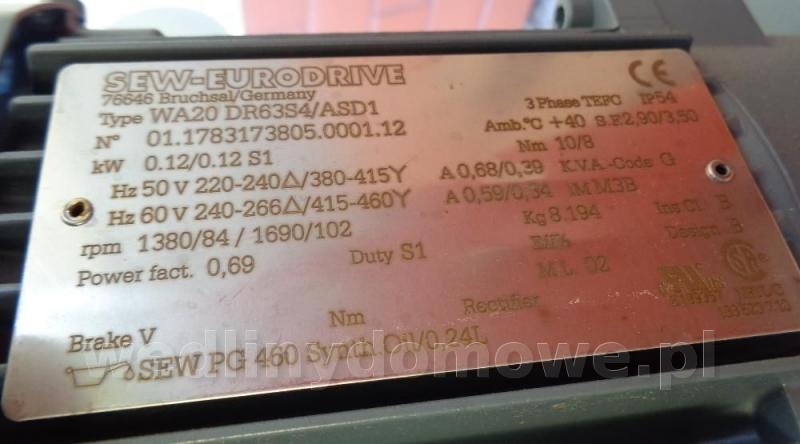 SEW-EURODRIVE
76646 Bruchsal/Germany
3 Phase TEFC IP54
Type WA20 DR63S4/ASD1
Amb.°C +40 S.F. 2,90/3,50
N° 01.1783173805.0001.12
Nm 10/8
kW 0.12/0.12 S1
A 0,68/0,39 K.V.A.-Code G
Hz 50 V 220-240△/380-415Y
A 0,59/0,34 IM M3B
Hz 60 V 240-266△/415-460Y
Kg 8.194 Ins Cl B
rpm 1380/84 / 1690/102
Design B
Power fact. 0,69 Duty S1
M.L. 02
Nm Rectifier
Brake V
SEW PG 460 Synth. Oil/0.24L
wedlinydomowe.pl